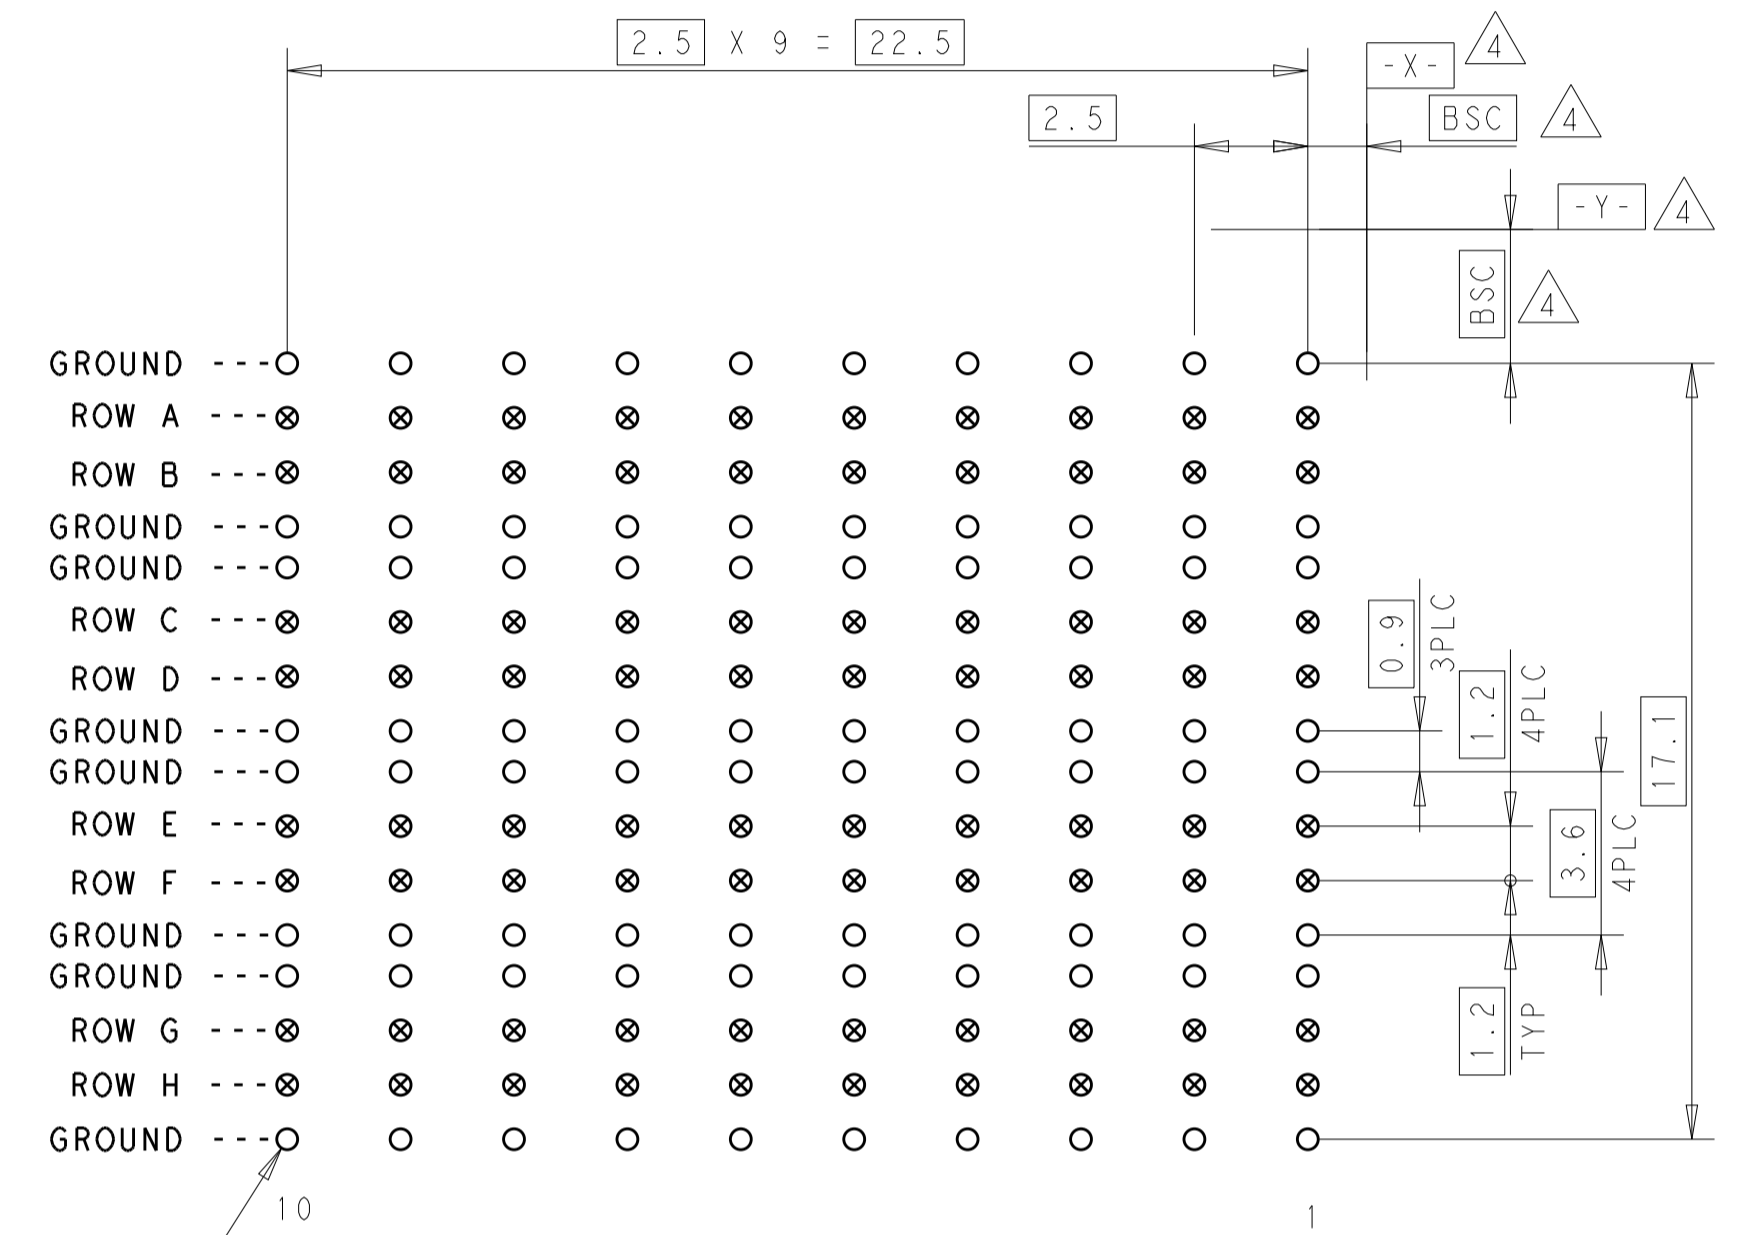 2.5 X 9 = 22.5
-X- 4
2.5
BSC 4
-Y- 4
BSC 4
GROUND ---
ROW A ---
ROW B ---
GROUND ---
GROUND ---
ROW C ---
ROW D ---
GROUND ---
GROUND ---
ROW E ---
ROW F ---
GROUND ---
GROUND ---
ROW G ---
ROW H ---
GROUND ---
0.9
3PLC
1.2
4PLC
3.6
4PLC
17.1
1.2
TYP
10
1